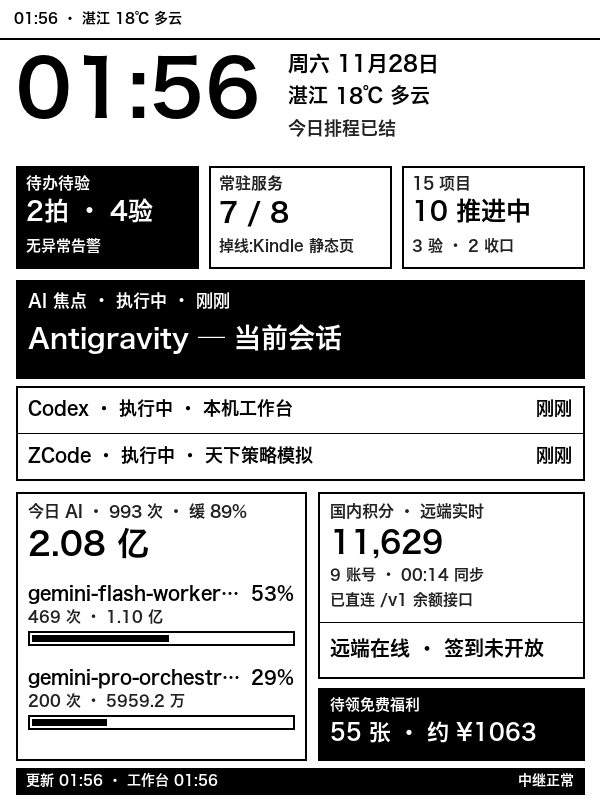 01:56 · 湛江 18℃ 多云
01:56
周六 11月28日
湛江 18℃ 多云
今日排程已结
待办待验
2拍 · 4验
无异常告警
常驻服务
7 / 8
掉线:Kindle 静态页
15 项目
10 推进中
3 验 · 2 收口
AI 焦点 · 执行中 · 刚刚
Antigravity — 当前会话
Codex · 执行中 · 本机工作台 刚刚
ZCode · 执行中 · 天下策略模拟 刚刚
今日 AI · 993 次 · 缓 89%
2.08 亿
gemini-flash-worker… 53%
469 次 · 1.10 亿
gemini-pro-orchestr… 29%
200 次 · 5959.2 万
国内积分 · 远端实时
11,629
9 账号 · 00:14 同步
已直连 /v1 余额接口
远端在线 · 签到未开放
待领免费福利
55 张 · 约 ¥1063
更新 01:56 · 工作台 01:56 中继正常